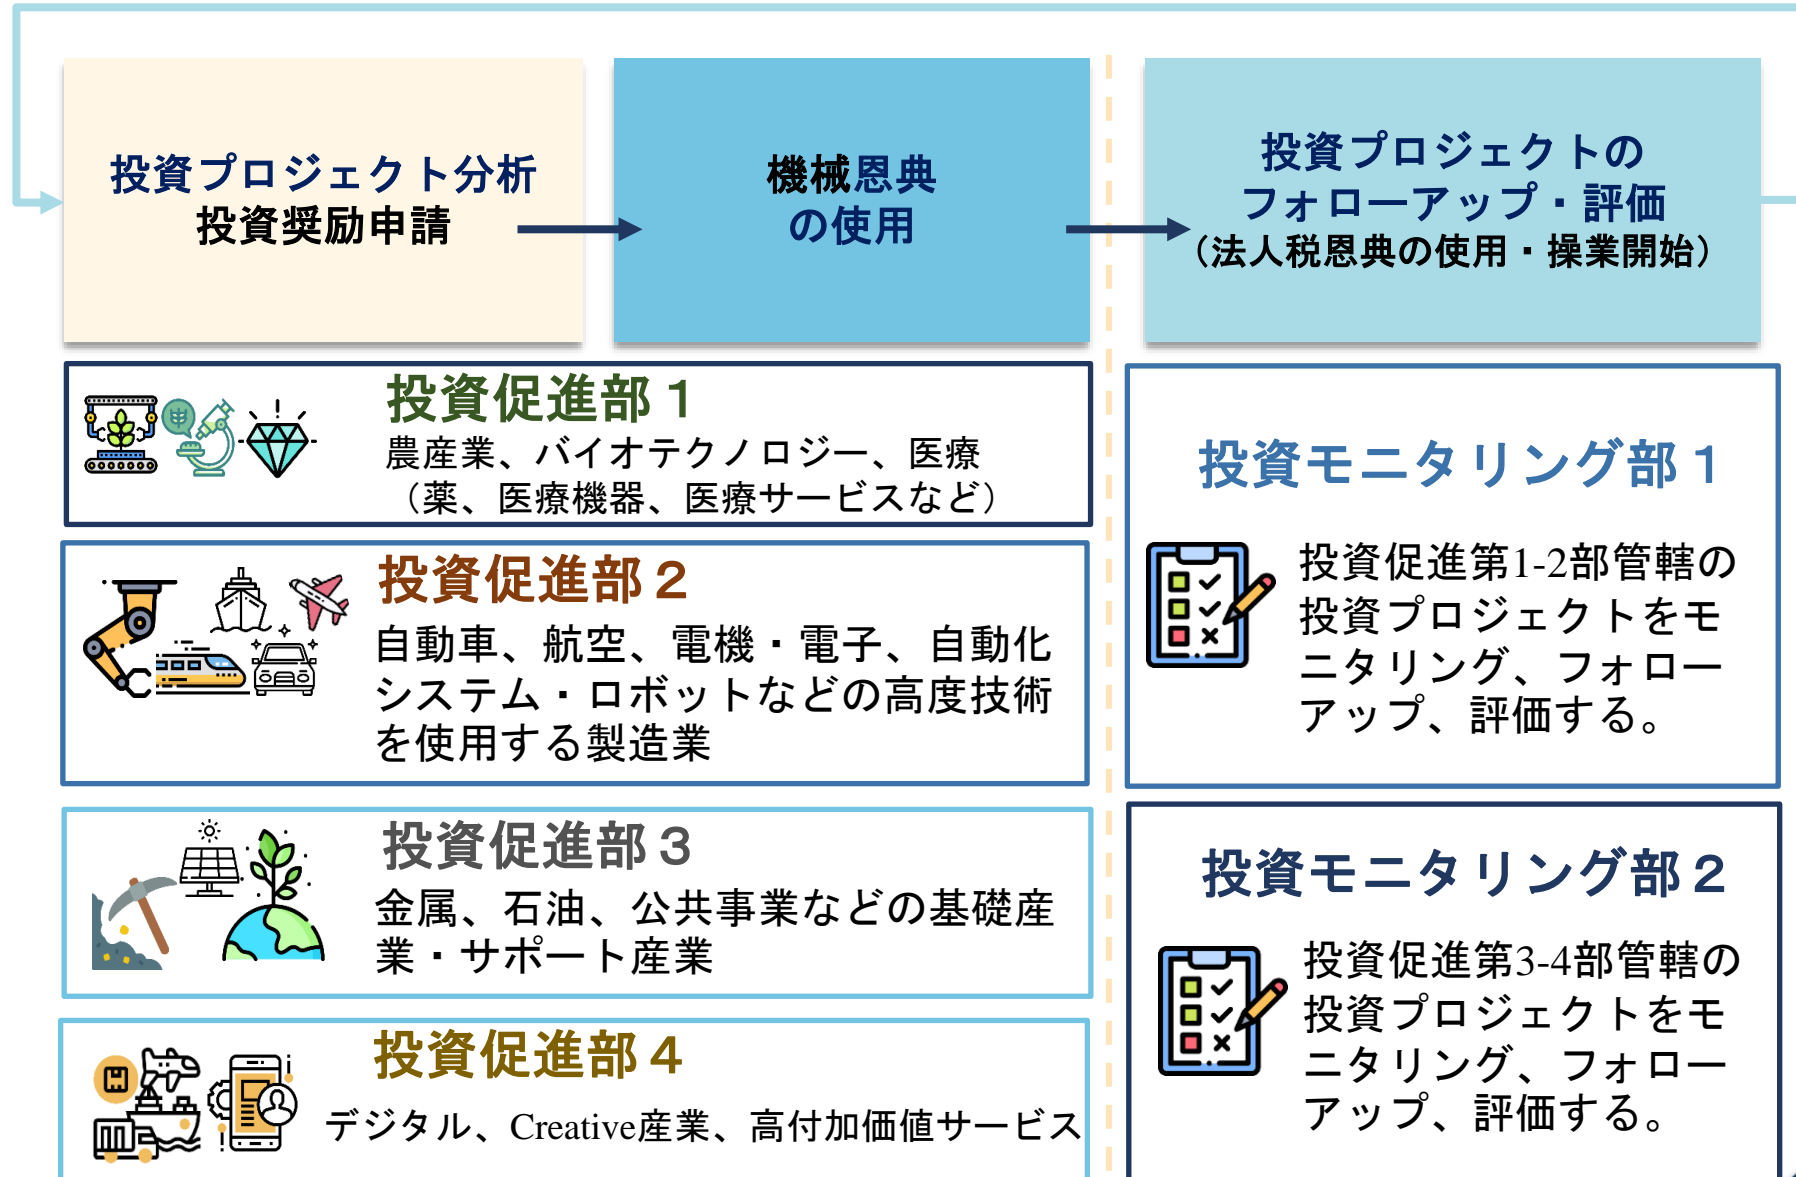 投資プロジェクト分析
投資奨励申請
機械恩典
の使用
投資プロジェクトの
フォローアップ・評価
（法人税恩典の使用・操業開始）
投資促進部１
農産業、バイオテクノロジー、医療
（薬、医療機器、医療サービスなど）
投資促進部２
自動車、航空、電機・電子、自動化
システム・ロボットなどの高度技術
を使用する製造業
投資促進部３
金属、石油、公共事業などの基礎産
業・サポート産業
投資促進部４
デジタル、Creative産業、高付加価値サービス
投資モニタリング部１
投資促進第1-2部管轄の
投資プロジェクトをモ
ニタリング、フォロー
アップ、評価する。
投資モニタリング部２
投資促進第3-4部管轄の
投資プロジェクトをモ
ニタリング、フォロー
アップ、評価する。